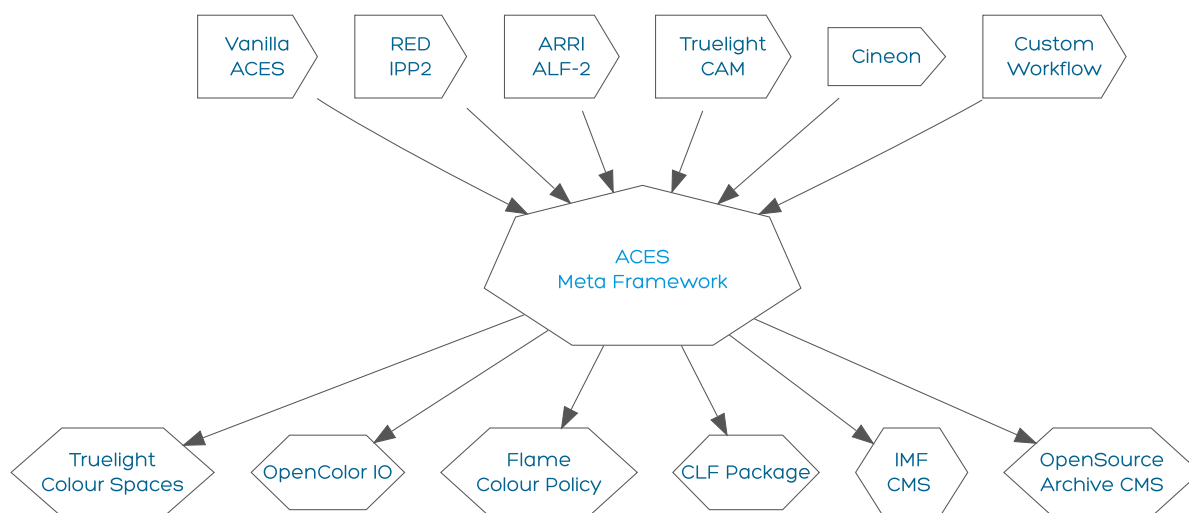 Vanilla
ACES
RED
IPP2
ARRI
ALF-2
Truelight
CAM
Cineon
Custom
Workflow
ACES
Meta Framework
Truelight
Colour Spaces
OpenColor IO
Flame
Colour Policy
CLF Package
IMF
CMS
OpenSource
Archive CMS